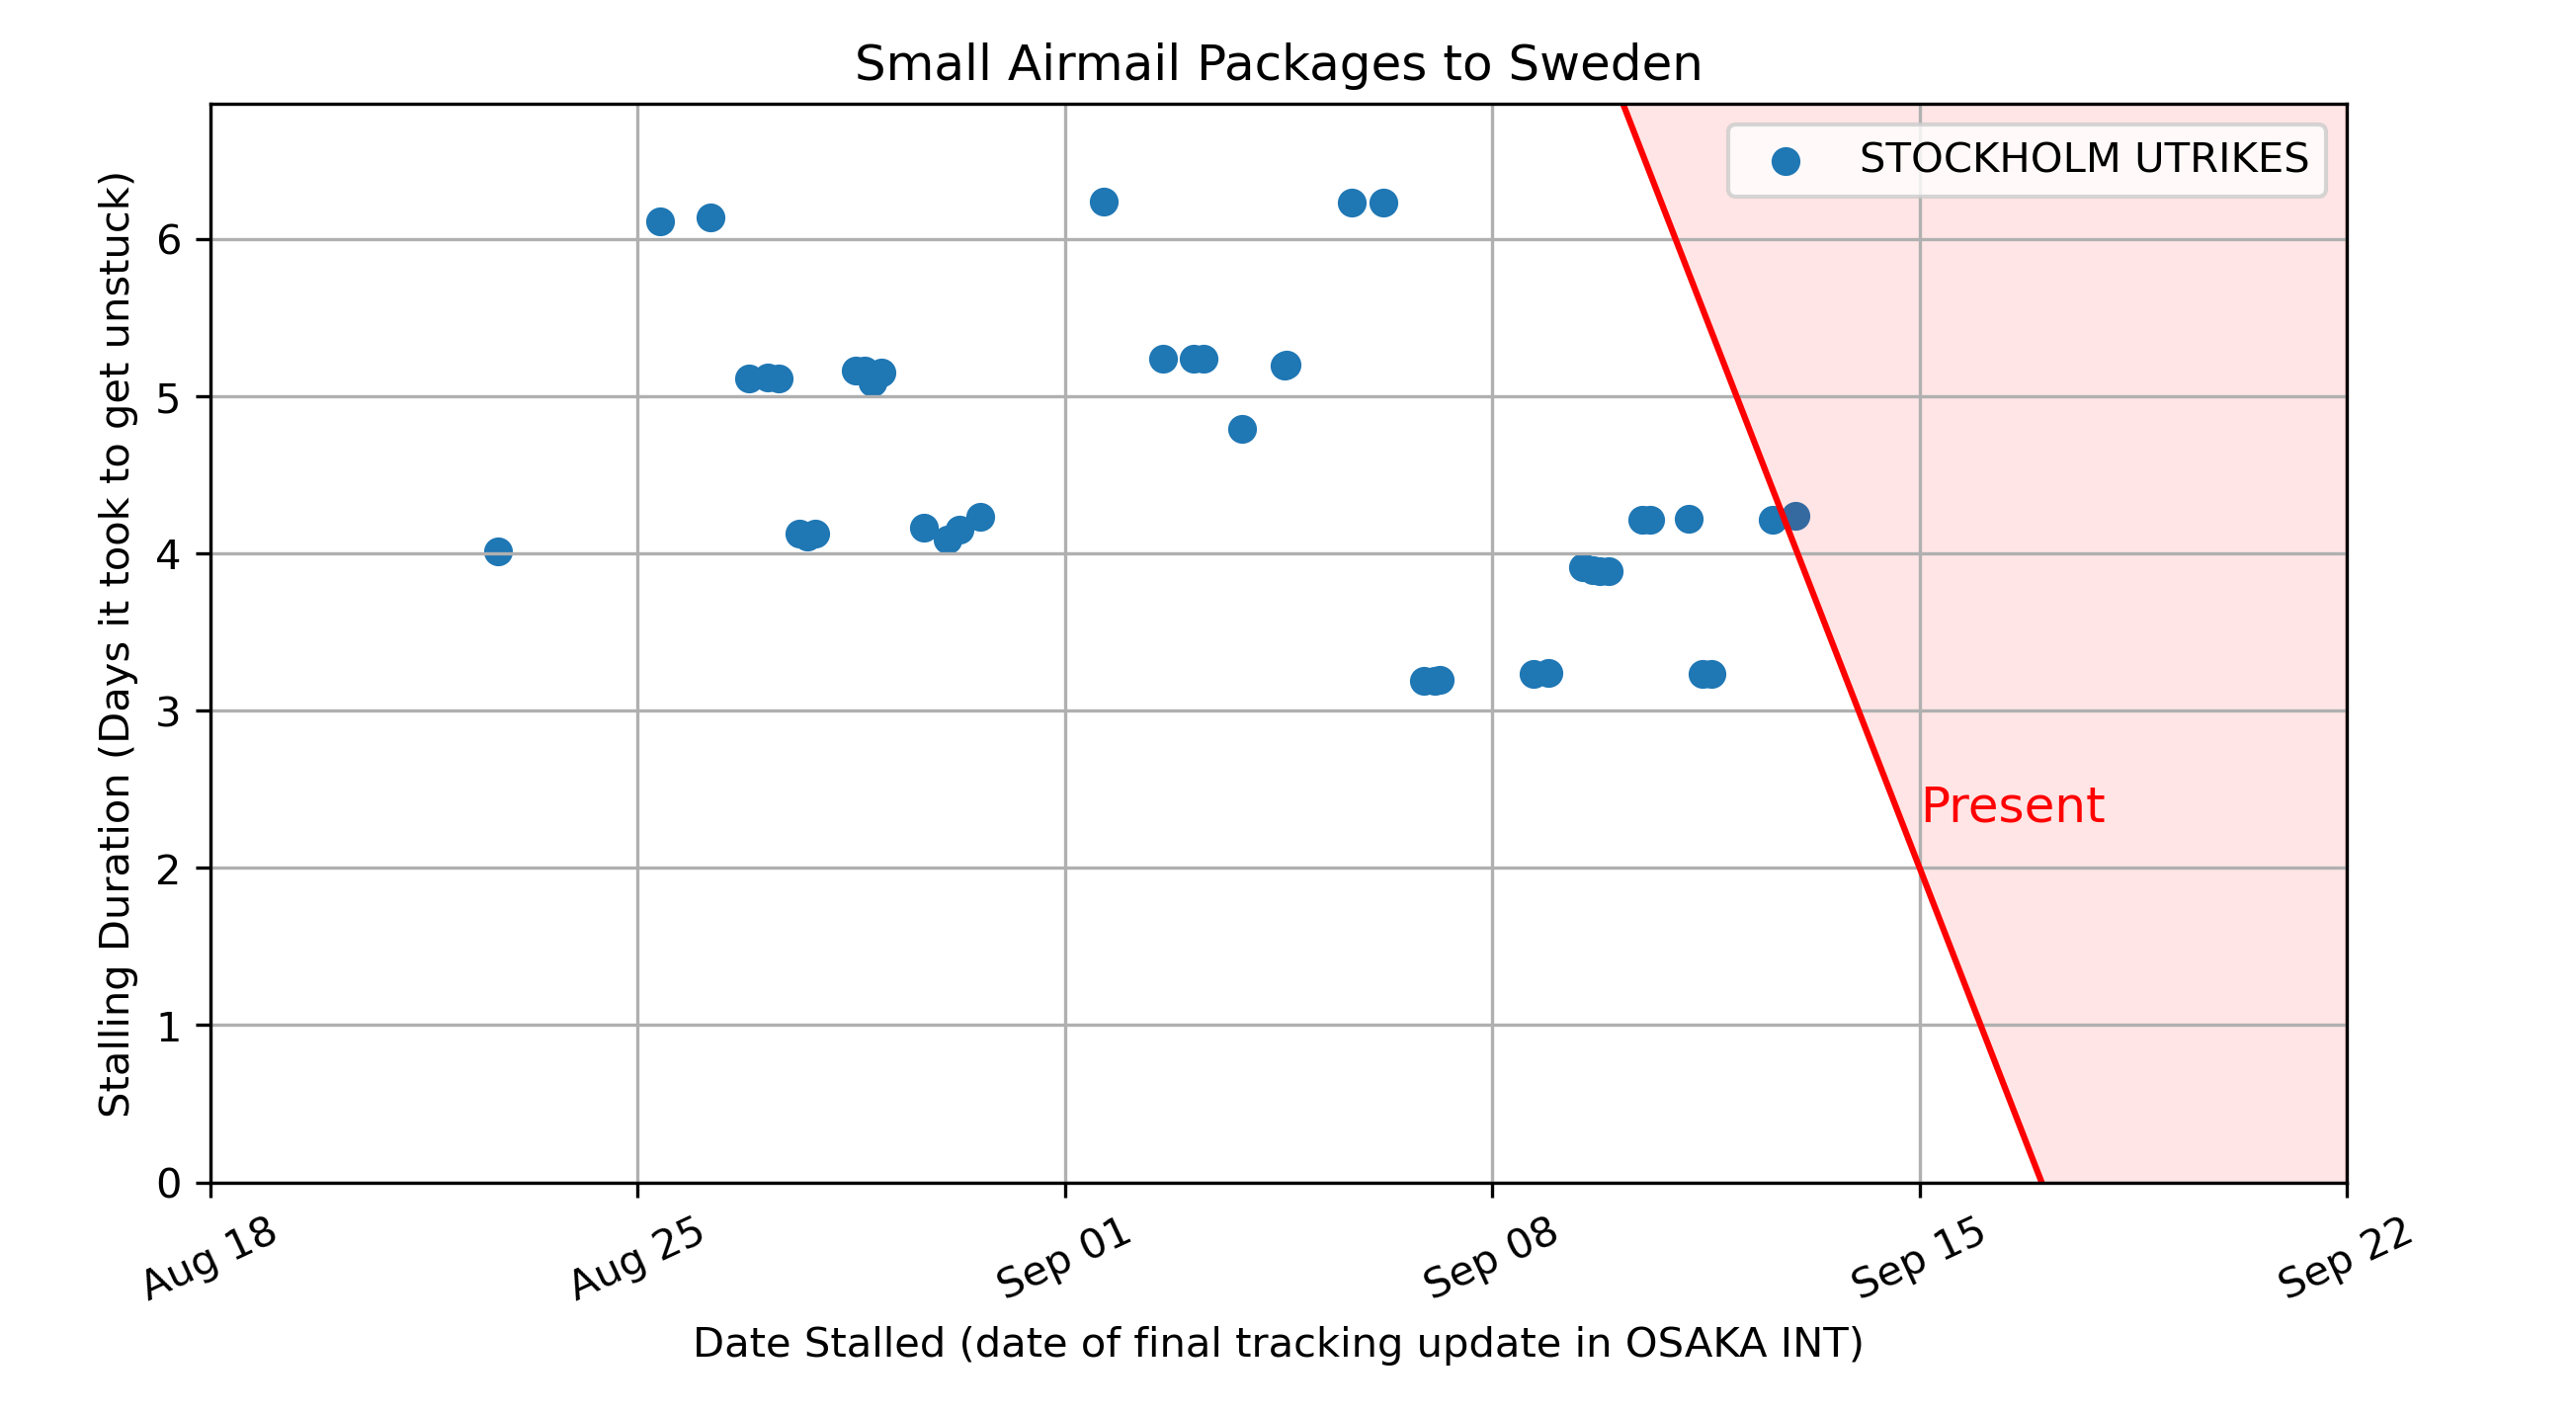 Small Airmail Packages to Sweden
STOCKHOLM UTRIKES
Stalling Duration (Days it took to get unstuck)
6
5
4
3
2
1
0
Present
Aug 18
Aug 25
Sep 01
Sep 08
Sep 15
Sep 22
Date Stalled (date of final tracking update in OSAKA INT)